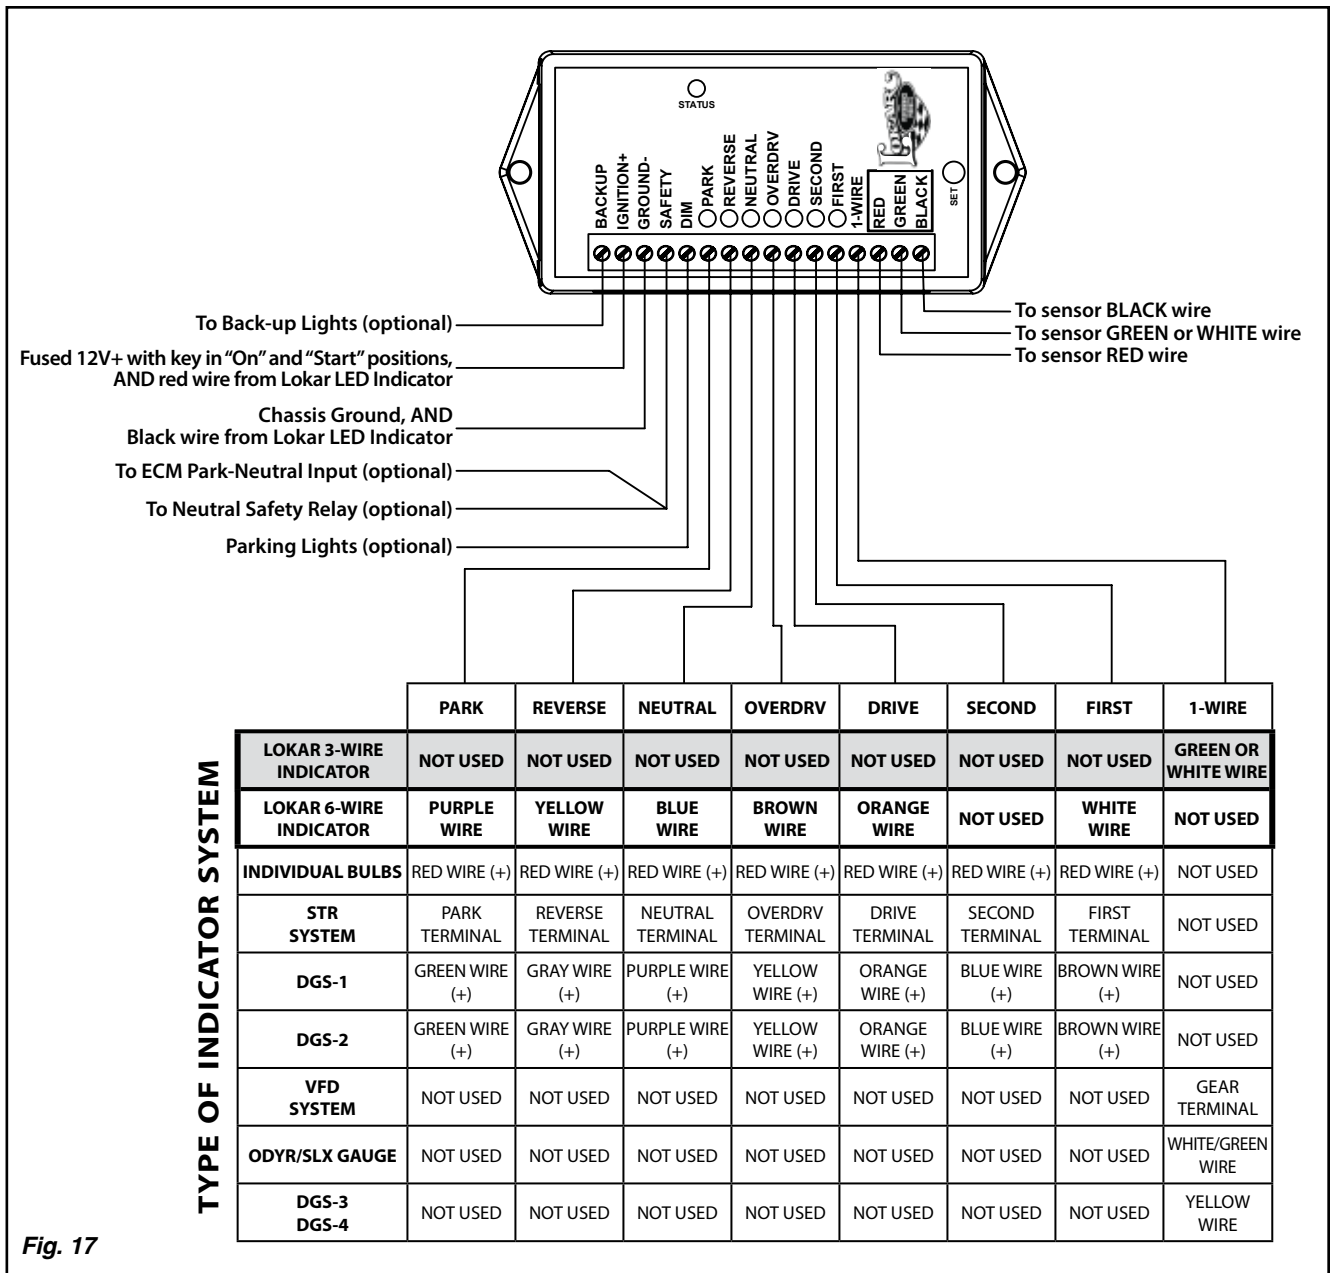 STATUS
LOKAR
BACKUP
IGNITION+
GROUND-
SAFETY
DIM
PARK
REVERSE
NEUTRAL
OVERDRV
DRIVE
SECOND
FIRST
1-WIRE
RED
GREEN
BLACK
SET
To Back-up Lights (optional)
Fused 12V+ with key in "On" and "Start" positions,
AND red wire from Lokar LED Indicator
Chassis Ground, AND
Black wire from Lokar LED Indicator
To ECM Park-Neutral Input (optional)
To Neutral Safety Relay (optional)
Parking Lights (optional)
To sensor BLACK wire
To sensor GREEN or WHITE wire
To sensor RED wire
TYPE OF INDICATOR SYSTEM
PARK REVERSE NEUTRAL OVERDRV DRIVE SECOND FIRST 1-WIRE
LOKAR 3-WIRE
INDICATOR
NOT USED NOT USED NOT USED NOT USED NOT USED NOT USED NOT USED
GREEN OR
WHITE WIRE
LOKAR 6-WIRE
INDICATOR
PURPLE
WIRE
YELLOW
WIRE
BLUE
WIRE
BROWN
WIRE
ORANGE
WIRE
NOT USED
WHITE
WIRE
NOT USED
INDIVIDUAL BULBS RED WIRE (+) RED WIRE (+) RED WIRE (+) RED WIRE (+) RED WIRE (+) RED WIRE (+) RED WIRE (+) NOT USED
STR
SYSTEM
PARK
TERMINAL
REVERSE
TERMINAL
NEUTRAL
TERMINAL
OVERDRV
TERMINAL
DRIVE
TERMINAL
SECOND
TERMINAL
FIRST
TERMINAL
NOT USED
DGS-1
GREEN WIRE
(+)
GRAY WIRE
(+)
PURPLE WIRE
(+)
YELLOW
WIRE (+)
ORANGE
WIRE (+)
BLUE WIRE
(+)
BROWN WIRE
(+)
NOT USED
DGS-2
GREEN WIRE
(+)
GRAY WIRE
(+)
PURPLE WIRE
(+)
YELLOW
WIRE (+)
ORANGE
WIRE (+)
BLUE WIRE
(+)
BROWN WIRE
(+)
NOT USED
VFD
SYSTEM
NOT USED NOT USED NOT USED NOT USED NOT USED NOT USED NOT USED
GEAR
TERMINAL
ODYR/SLX GAUGE NOT USED NOT USED NOT USED NOT USED NOT USED NOT USED NOT USED
WHITE/GREEN
WIRE
DGS-3
DGS-4
NOT USED NOT USED NOT USED NOT USED NOT USED NOT USED NOT USED
YELLOW
WIRE
Fig. 17